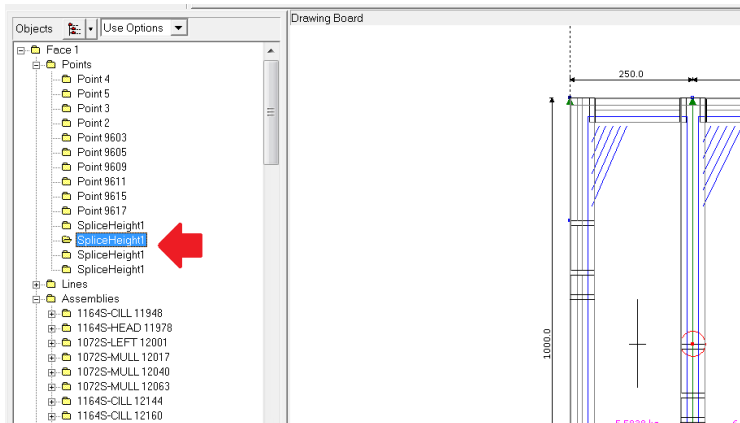 Drawing Board
Objects
Use Options
Face 1
Points
Point 4
Point 5
Point 3
Point 2
Point 9603
Point 9605
Point 9609
Point 9611
Point 9615
Point 9617
SpliceHeight1
SpliceHeight1
SpliceHeight1
SpliceHeight1
Lines
Assemblies
1164S-CILL 11948
1164S-HEAD 11978
1072S-LEFT 12001
1072S-MULL 12017
1072S-MULL 12040
1072S-MULL 12063
1164S-CILL 12144
1164S-CILL 12160
250.0
1000.0